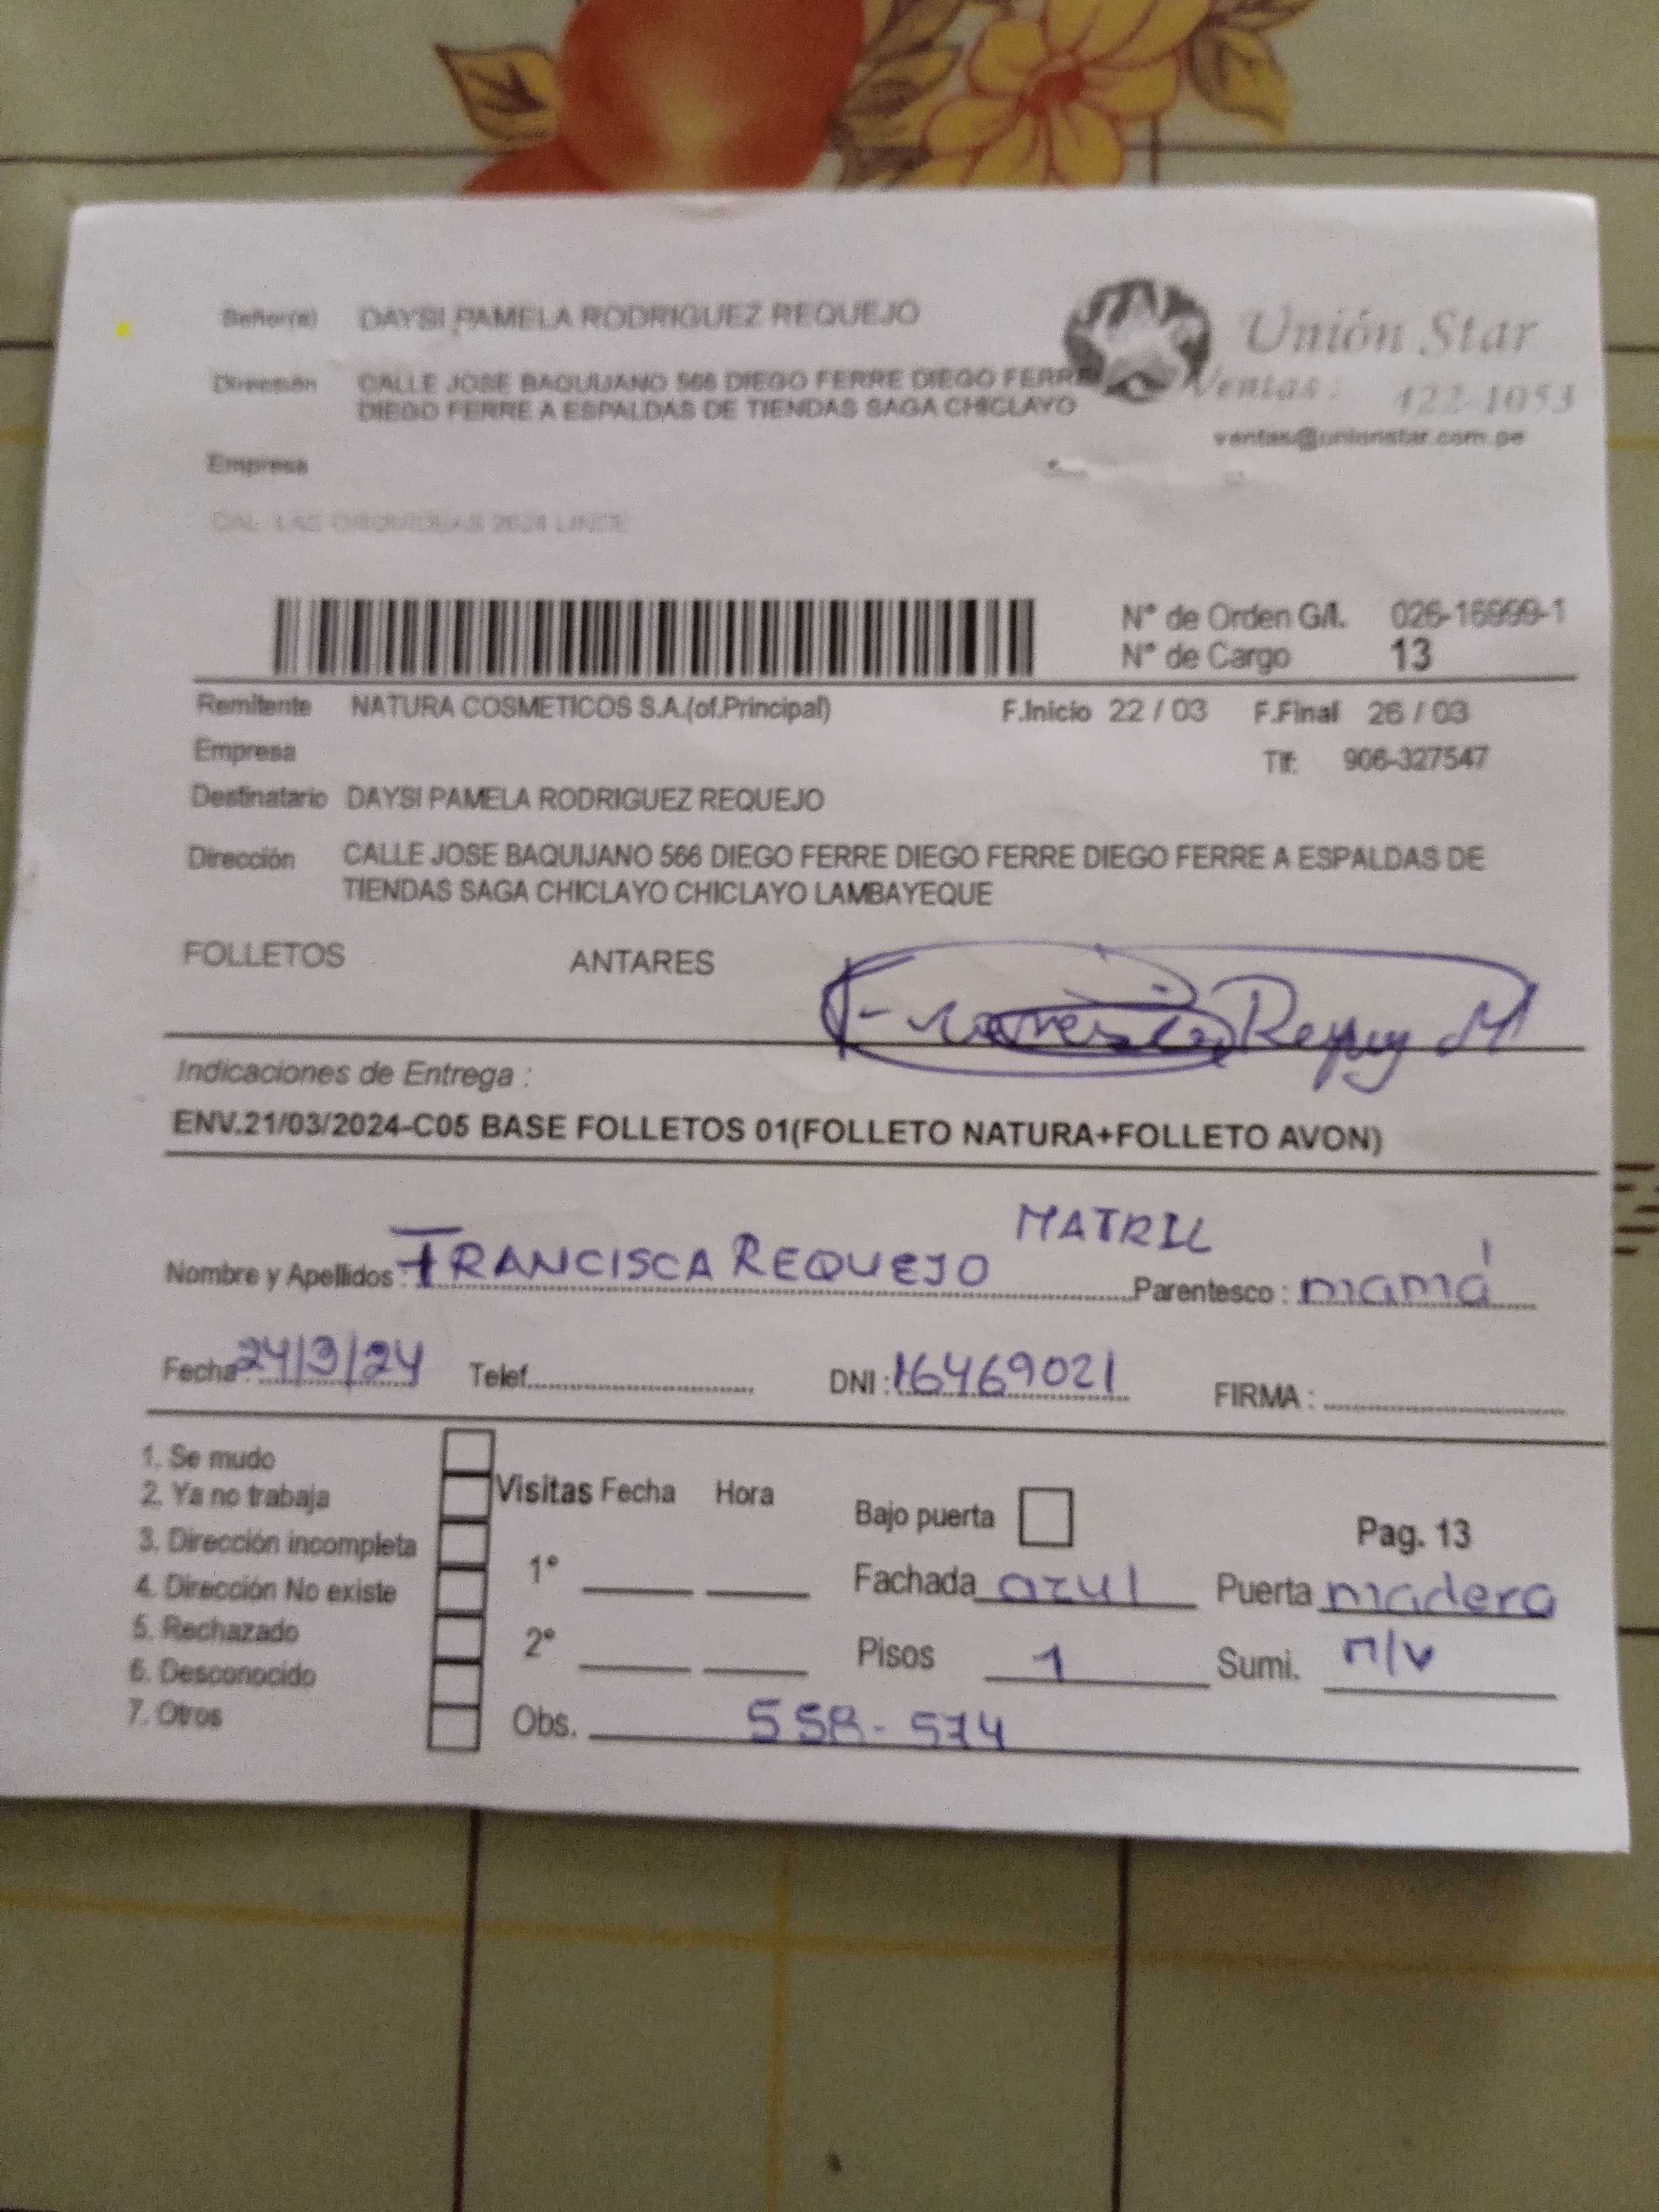 Señor(s) DAYSI PAMELA RODRIGUEZ REQUEJO
Unión Star
Dirección CALLE JOSE BAQUIJANO 566 DIEGO FERRE DIEGO FERRE
DIEGO FERRE A ESPALDAS DE TIENDAS SAGA CHICLAYO
Ventas: 422-1053
ventas@unionstar.com.pe
Empresa
CAL. LAS ORQUIDEAS 2624 LINCE
N° de Orden G/I. 026-16999-1
N° de Cargo 13
Remitente NATURA COSMETICOS S.A.(of.Principal) F.Inicio 22 / 03 F.Final 26 / 03
Empresa Tlf: 906-327547
Destinatario DAYSI PAMELA RODRIGUEZ REQUEJO
Dirección CALLE JOSE BAQUIJANO 566 DIEGO FERRE DIEGO FERRE DIEGO FERRE A ESPALDAS DE
TIENDAS SAGA CHICLAYO CHICLAYO LAMBAYEQUE
FOLLETOS ANTARES
Indicaciones de Entrega :
ENV.21/03/2024-C05 BASE FOLLETOS 01(FOLLETO NATURA+FOLLETO AVON)
Nombre y Apellidos : FRANCISCA REQUEJO MATRIL Parentesco : mamá
Fecha : 24/3/24 Telef. DNI : 16469021 FIRMA :
1. Se mudo
2. Ya no trabaja
3. Dirección incompleta
4. Dirección No existe
5. Rechazado
6. Desconocido
7. Otros
Visitas Fecha Hora
1°
2°
Bajo puerta Pag. 13
Fachada azul Puerta madera
Pisos 1 Sumi. n/v
Obs. 558-574